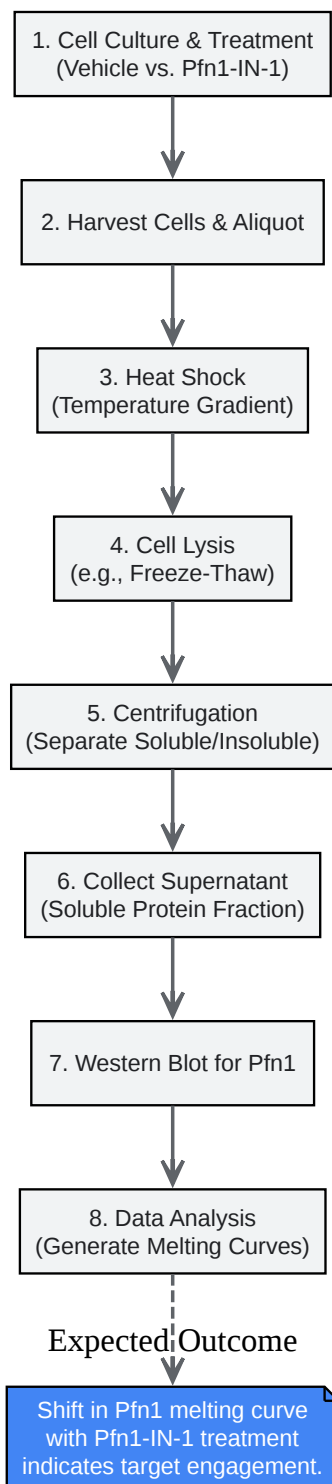 1. Cell Culture & Treatment
(Vehicle vs. Pfn1-IN-1)
2. Harvest Cells & Aliquot
3. Heat Shock
(Temperature Gradient)
4. Cell Lysis
(e.g., Freeze-Thaw)
5. Centrifugation
(Separate Soluble/Insoluble)
6. Collect Supernatant
(Soluble Protein Fraction)
7. Western Blot for Pfn1
8. Data Analysis
(Generate Melting Curves)
Expected Outcome
Shift in Pfn1 melting curve
with Pfn1-IN-1 treatment
indicates target engagement.